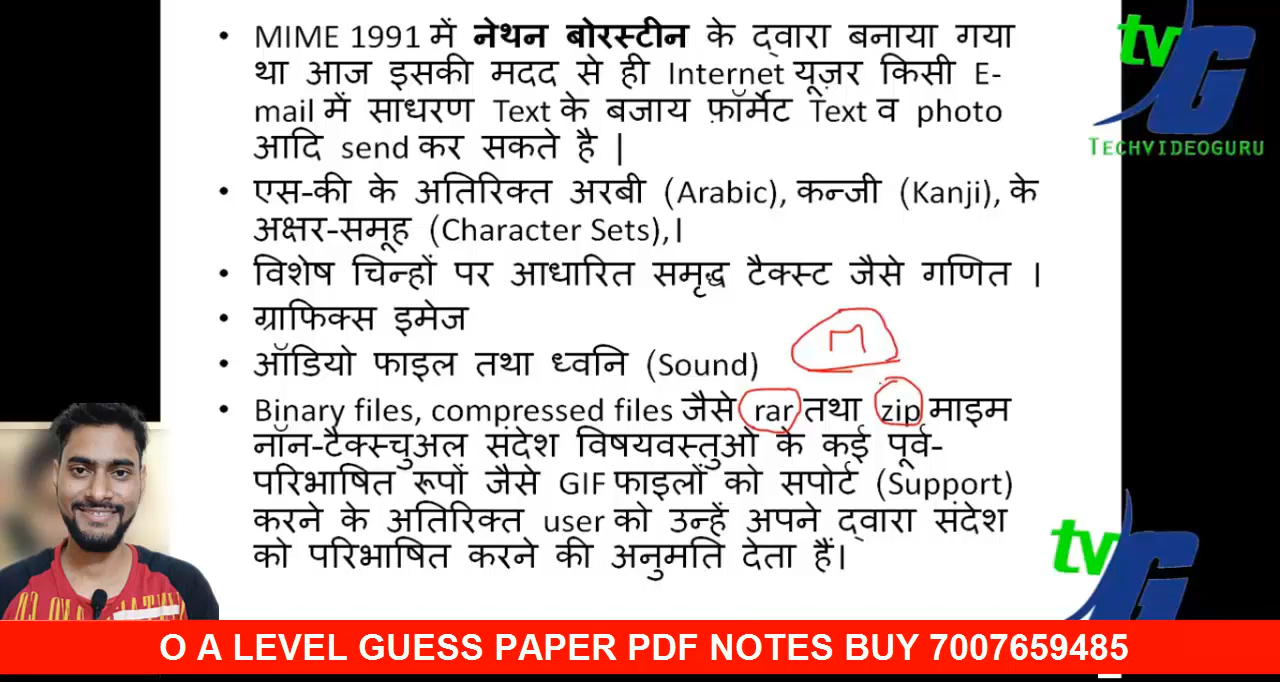 • MIME 1991 में नेथन बोरस्टीन के द्वारा बनाया गया
था आज इसकी मदद से ही Internet यूज़र किसी E-
mail में साधरण Text के बजाय फ़ॉर्मेट Text व photo
आदि send कर सकते है |
• एस-की के अतिरिक्त अरबी (Arabic), कन्जी (Kanji), के
अक्षर-समूह (Character Sets),।
• विशेष चिन्हों पर आधारित समृद्ध टैक्स्ट जैसे गणित ।
• ग्राफिक्स इमेज
• ऑडियो फाइल तथा ध्वनि (Sound)
• Binary files, compressed files जैसे rar तथा zip माइम
नॉन-टैक्स्चुअल संदेश विषयवस्तुओ के कई पूर्व-
परिभाषित रूपों जैसे GIF फाइलों को सपोर्ट (Support)
करने के अतिरिक्त user को उन्हें अपने द्वारा संदेश
को परिभाषित करने की अनुमति देता हैं।
tvG
TECHVIDEOGURU
tvG
O A LEVEL GUESS PAPER PDF NOTES BUY 7007659485